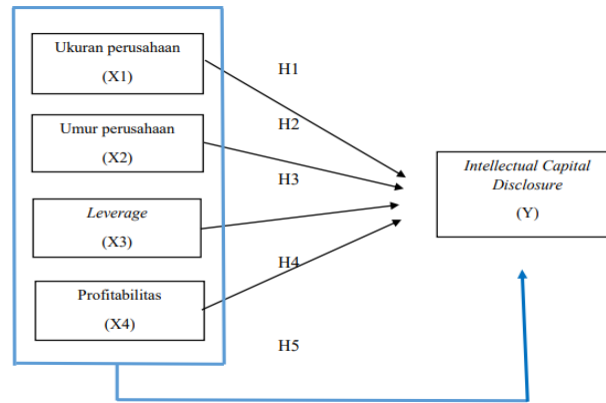 Ukuran perusahaan
(X1)
H1
Umur perusahaan
(X2)
H2
H3
Intellectual Capital
Disclosure
(Y)
Leverage
(X3)
H4
Profitabilitas
(X4)
H5